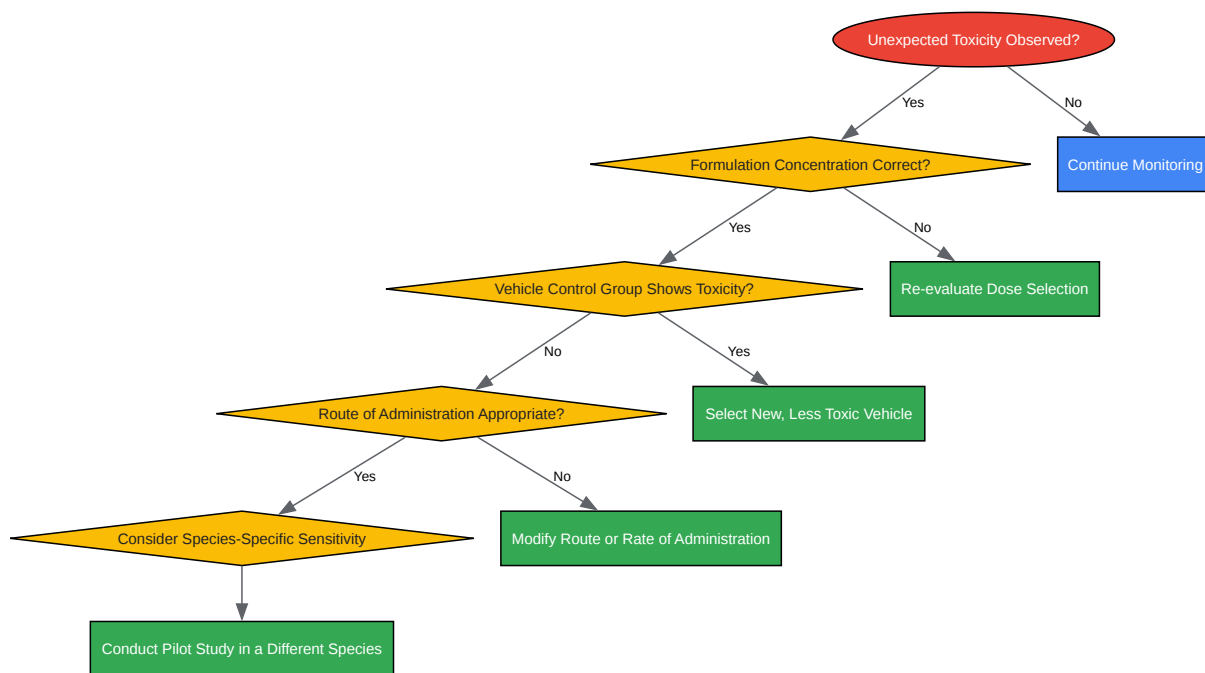 Unexpected Toxicity Observed?
Yes
No
Formulation Concentration Correct?
Continue Monitoring
Yes
No
Vehicle Control Group Shows Toxicity?
Re-evaluate Dose Selection
No
Yes
Route of Administration Appropriate?
Select New, Less Toxic Vehicle
Yes
No
Consider Species-Specific Sensitivity
Modify Route or Rate of Administration
Conduct Pilot Study in a Different Species